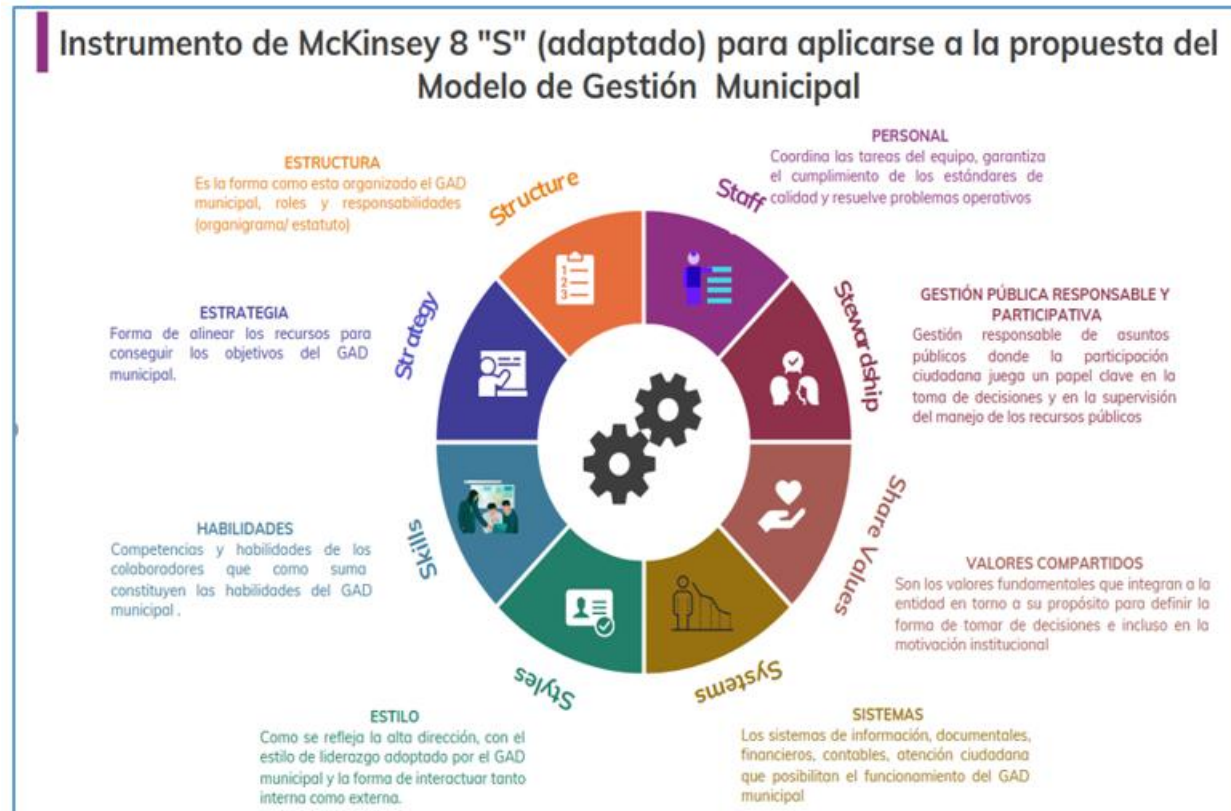 Instrumento de McKinsey 8 "S" (adaptado) para aplicarse a la propuesta del
Modelo de Gestión Municipal
ESTRUCTURA
Es la forma como esta organizado el GAD
municipal, roles y responsabilidades
(organigrama/ estatuto)
Structure
PERSONAL
Coordina las tareas del equipo, garantiza
el cumplimiento de los estándares de
calidad y resuelve problemas operativos
Staff
ESTRATEGIA
Forma de alinear los recursos para
conseguir los objetivos del GAD
municipal.
Strategy
1
2
3
GESTIÓN PÚBLICA RESPONSABLE Y
PARTICIPATIVA
Gestión responsable de asuntos
públicos donde la participación
ciudadana juega un papel clave en la
toma de decisiones y en la supervisión
del manejo de los recursos públicos
Stewardship
HABILIDADES
Competencias y habilidades de los
colaboradores que como suma
constituyen las habilidades del GAD
municipal .
Skills
VALORES COMPARTIDOS
Son los valores fundamentales que integran a la
entidad en torno a su propósito para definir la
forma de tomar de decisiones e incluso en la
motivación institucional
Share Values
ESTILO
Como se refleja la alta dirección, con el
estilo de liderazgo adoptado por el GAD
municipal y la forma de interactuar tanto
interna como externa.
Styles
SISTEMAS
Los sistemas de información, documentales,
financieros, contables, atención ciudadana
que posibilitan el funcionamiento del GAD
municipal
Systems